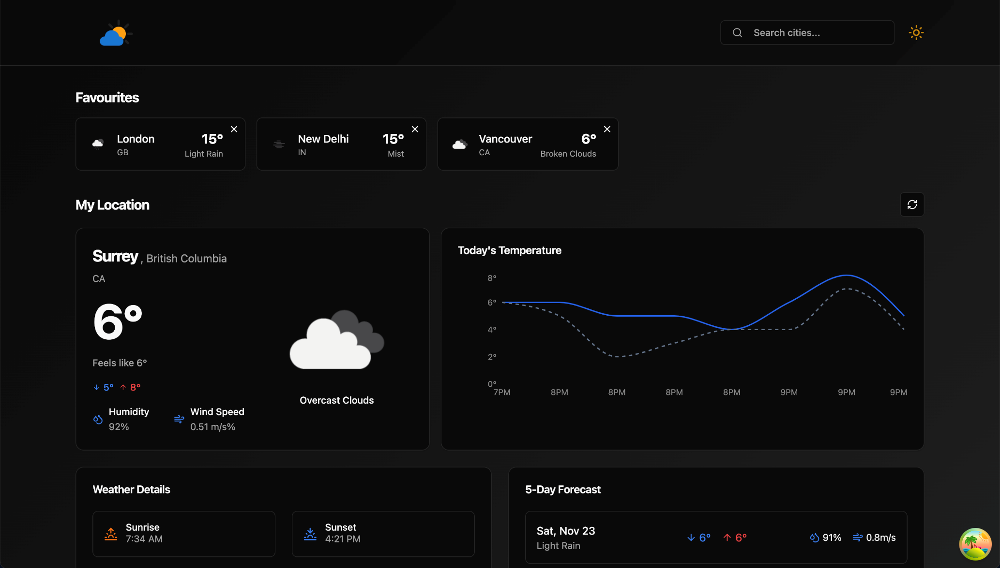 Search cities...
Favourites
London
GB
15°
Light Rain
New Delhi
IN
15°
Mist
Vancouver
CA
6°
Broken Clouds
My Location
Surrey , British Columbia
CA
6°
Feels like 6°
5° 8°
Humidity
92%
Wind Speed
0.51 m/s%
Overcast Clouds
Today's Temperature
8°
6°
4°
2°
0°
7PM 8PM 8PM 8PM 8PM 9PM 9PM 9PM
Weather Details
Sunrise
7:34 AM
Sunset
4:21 PM
5-Day Forecast
Sat, Nov 23
Light Rain
6° 6° 91% 0.8m/s